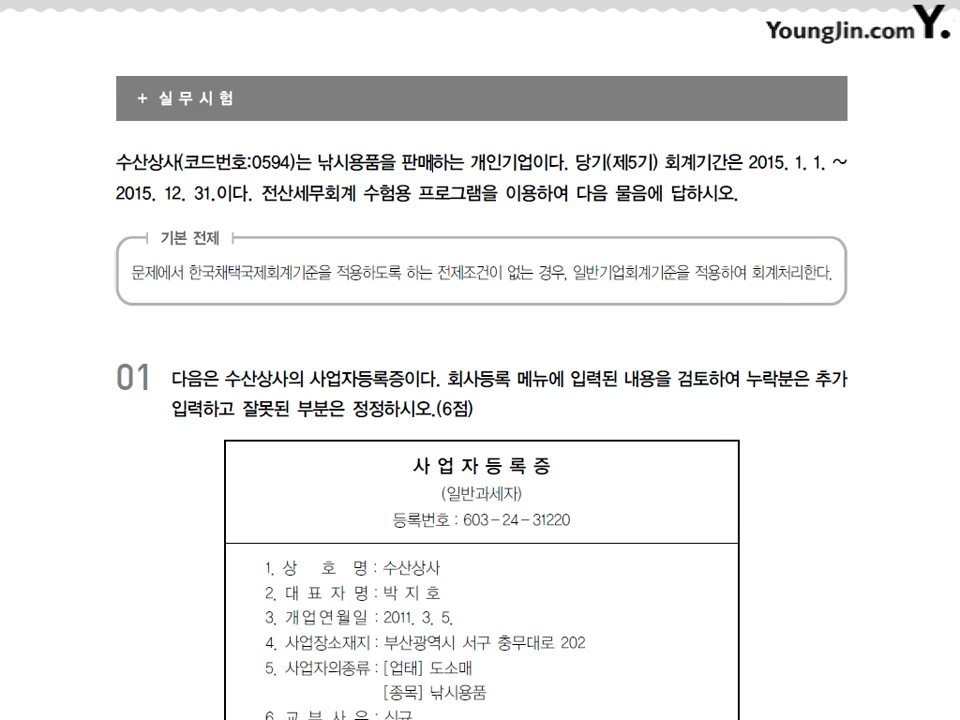 YoungJin.com Y.
+ 실무시험
수산상사(코드번호:0594)는 낚시용품을 판매하는 개인기업이다. 당기(제5기) 회계기간은 2015. 1. 1. ～
2015. 12. 31.이다. 전산세무회계 수험용 프로그램을 이용하여 다음 물음에 답하시오.
기본 전제
문제에서 한국채택국제회계기준을 적용하도록 하는 전제조건이 없는 경우, 일반기업회계기준을 적용하여 회계처리한다.
01 다음은 수산상사의 사업자등록증이다. 회사등록 메뉴에 입력된 내용을 검토하여 누락분은 추가
입력하고 잘못된 부분은 정정하시오.(6점)
사 업 자 등 록 증
(일반과세자)
등록번호 : 603-24-31220
1. 상 호 명 : 수산상사
2. 대 표 자 명 : 박 지 호
3. 개업연월일 : 2011. 3. 5.
4. 사업장소재지 : 부산광역시 서구 충무대로 202
5. 사업자의종류 : [업태] 도소매
[종목] 낚시용품
6. 교 부 사 유 : 신규